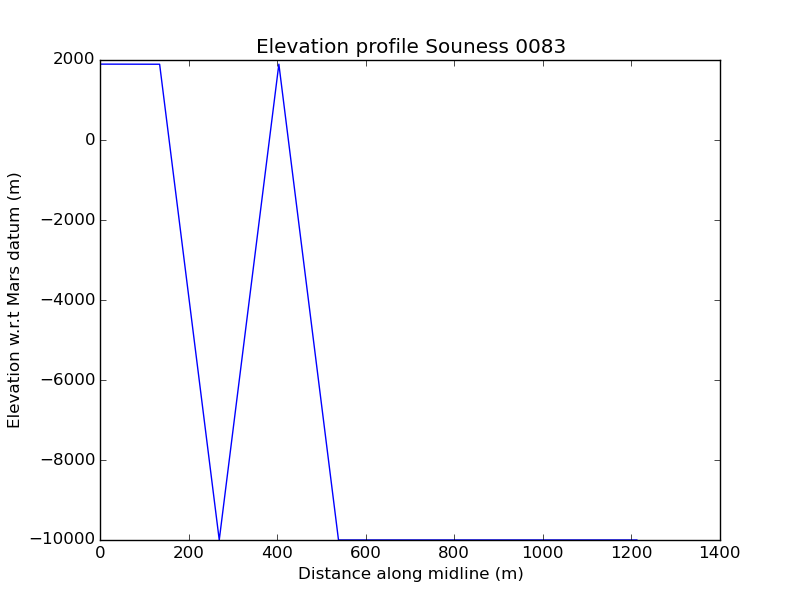 Elevation profile Souness 0083
2000
0
−2000
−4000
−6000
−8000
−10000
Elevation w.r.t Mars datum (m)
0 200 400 600 800 1000 1200 1400
Distance along midline (m)